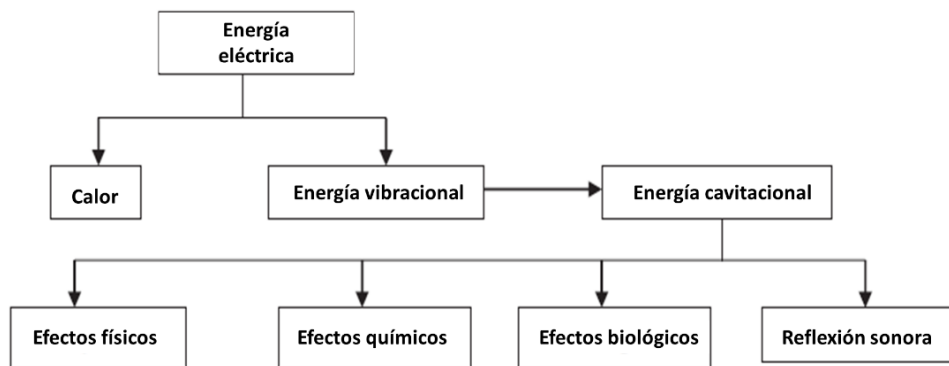 Energía
eléctrica
Calor
Energía vibracional
Energía cavitacional
Efectos físicos
Efectos químicos
Efectos biológicos
Reflexión sonora